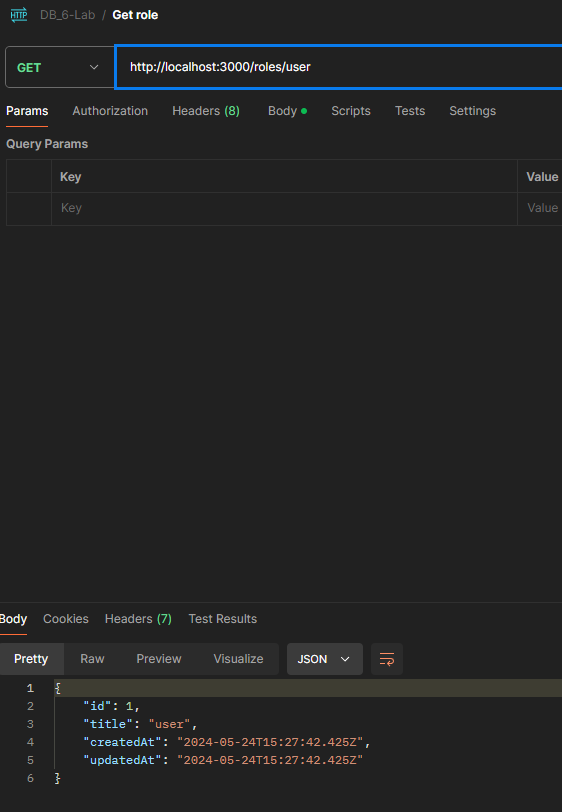 HTTP DB_6-Lab / Get role
GET http://localhost:3000/roles/user
Params Authorization Headers (8) Body Scripts Tests Settings
Query Params
Key Value
Key Value
Body Cookies Headers (7) Test Results
Pretty Raw Preview Visualize JSON
1 {
2 "id": 1,
3 "title": "user",
4 "createdAt": "2024-05-24T15:27:42.425Z",
5 "updatedAt": "2024-05-24T15:27:42.425Z"
6 }